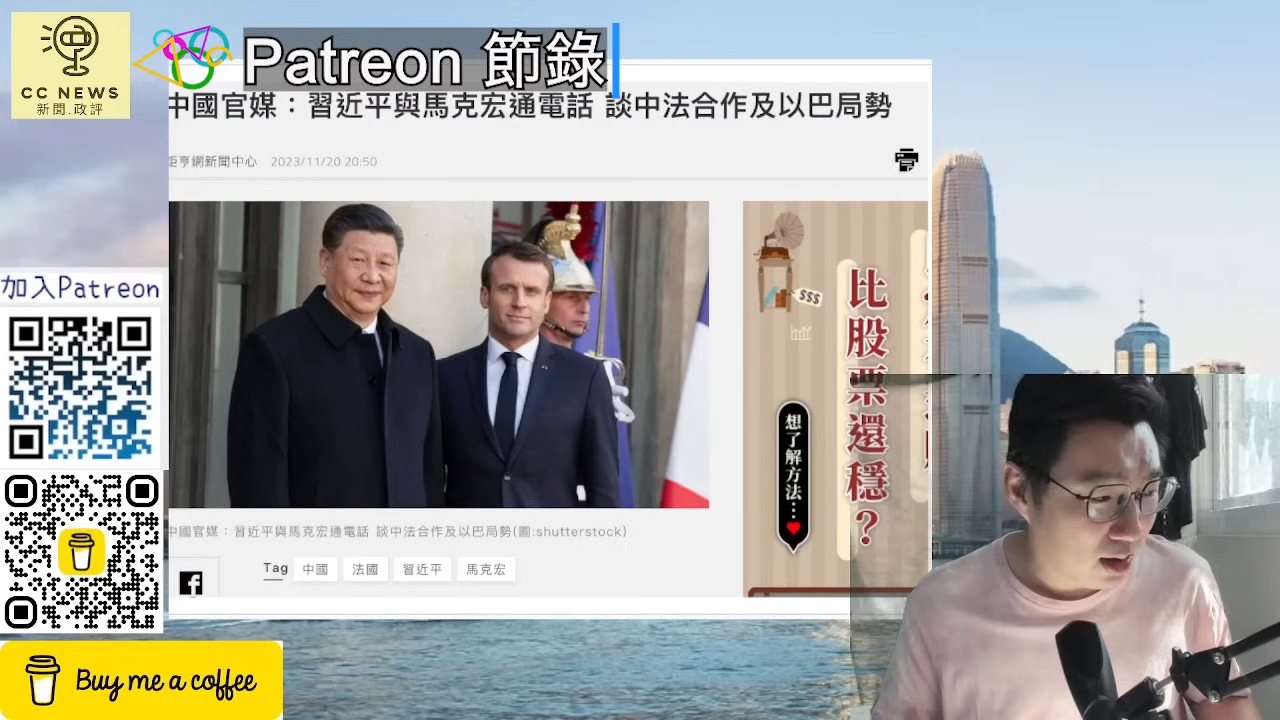 CC NEWS
新聞.政評
Patreon 節錄
中國官媒：習近平與馬克宏通電話 談中法合作及以巴局勢
鉅亨網新聞中心 2023/11/20 20:50
$$$
比股票還穩？
想了解方法…
中國官媒：習近平與馬克宏通電話 談中法合作及以巴局勢(圖:shutterstock)
Tag 中國 法國 習近平 馬克宏
加入Patreon
Buy me a coffee